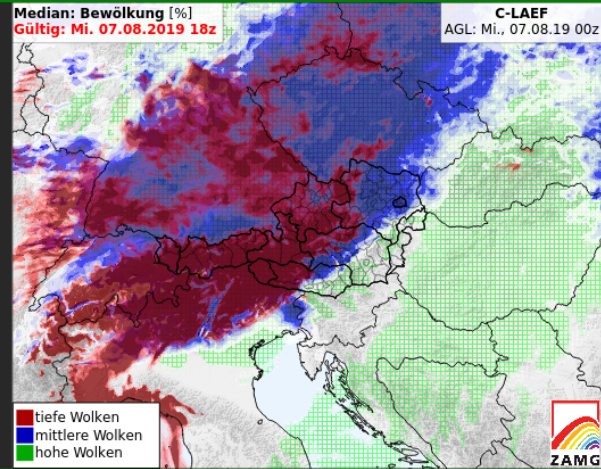 Median: Bewölkung [%]
Gültig: Mi. 07.08.2019 18z
C-LAEF
AGL: Mi., 07.08.19 00z
tiefe Wolken
mittlere Wolken
hohe Wolken
ZAMG